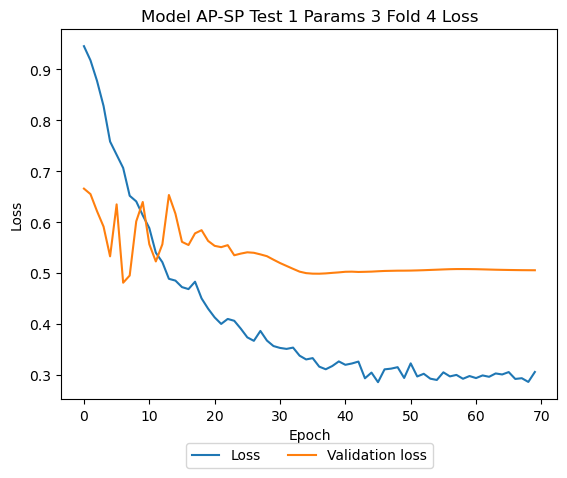 Model AP-SP Test 1 Params 3 Fold 4 Loss
0.9
0.8
0.7
0.6
0.5
0.4
0.3
Loss
0 10 20 30 40 50 60 70
Epoch
Loss Validation loss